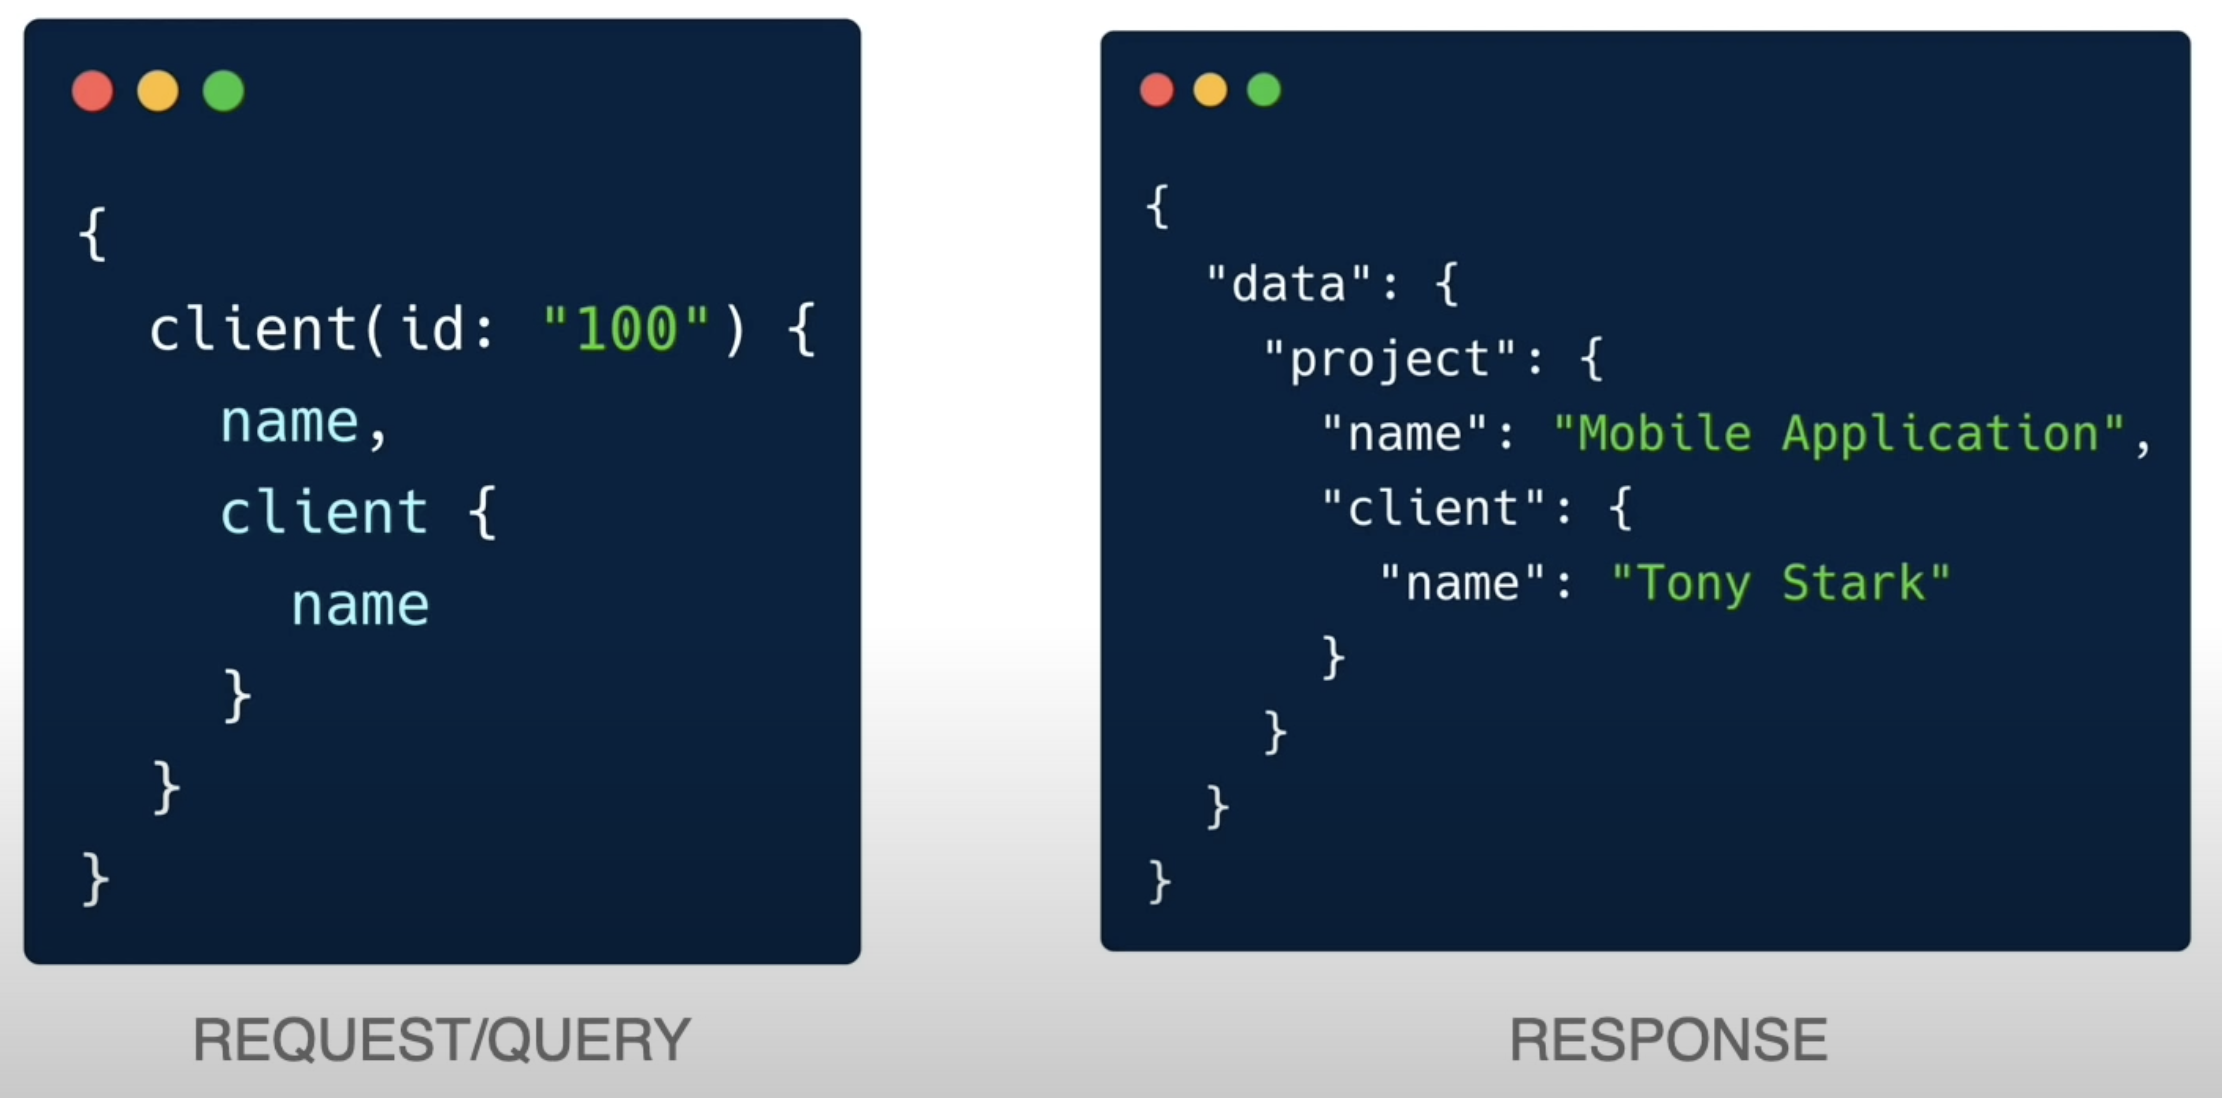 {
  client(id: "100") {
    name,
    client {
      name
    }
  }
}
REQUEST/QUERY
{
  "data": {
    "project": {
      "name": "Mobile Application",
      "client": {
        "name": "Tony Stark"
      }
    }
  }
}
RESPONSE